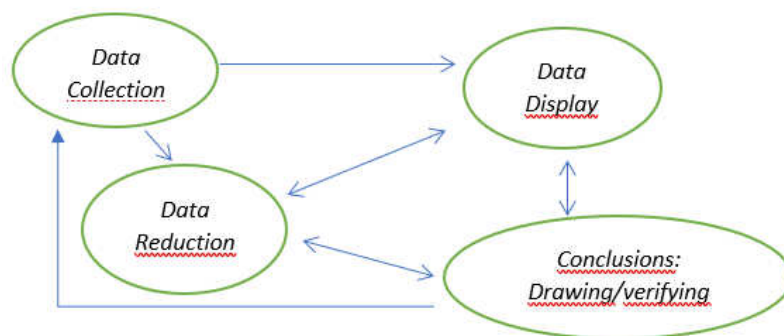 Data
Collection
Data
Display
Data
Reduction
Conclusions:
Drawing/verifying